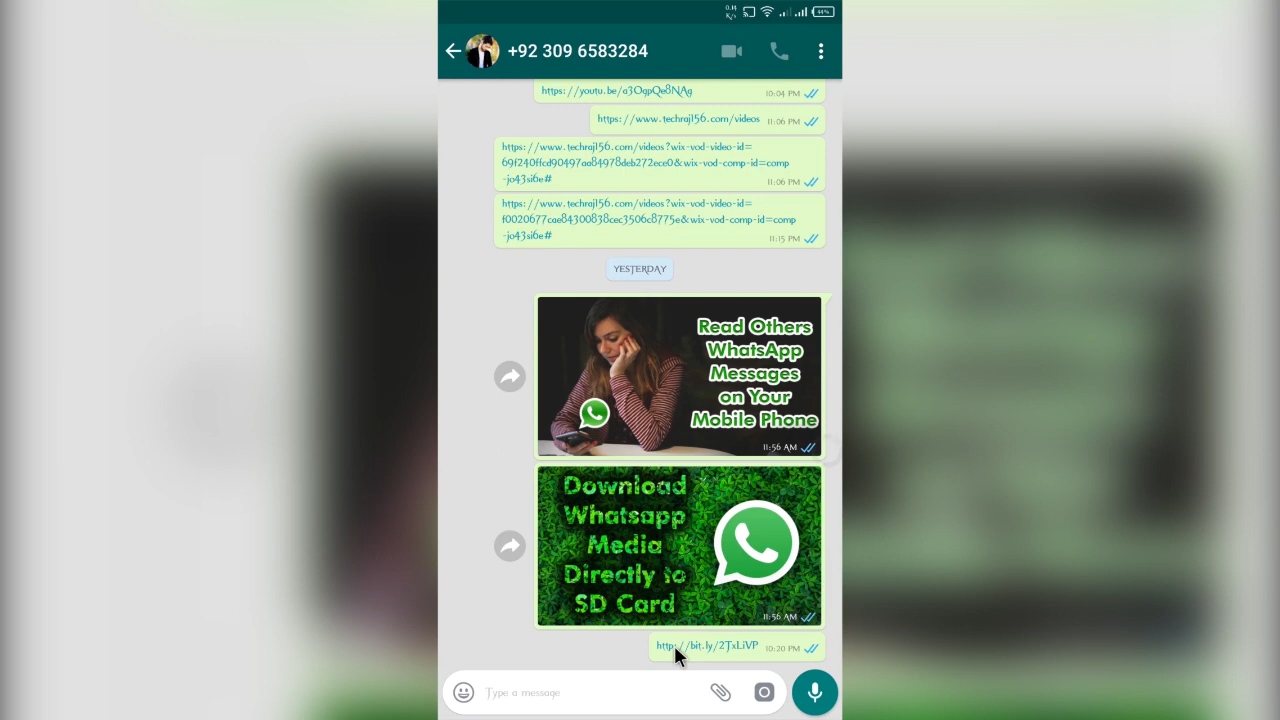 0.14
K/s
44%
+92 309 6583284
https://youtu.be/a3OqpQe8NAg
10:04 PM
https://www.techraj156.com/videos
11:06 PM
https://www.techraj156.com/videos?wix-vod-video-id=
69f240ffcd90497aa84978deb272ece0&wix-vod-comp-id=comp
-jo43si6e#
11:06 PM
https://www.techraj156.com/videos?wix-vod-video-id=
f0020677cae84300838cec3506c8775e&wix-vod-comp-id=comp
-jo43si6e#
11:15 PM
YESTERDAY
Read Others
WhatsApp
Messages
on Your
Mobile Phone
11:56 AM
Download
Whatsapp
Media
Directly to
SD Card
11:56 AM
http://bit.ly/2TxLiVP
10:20 PM
Type a message